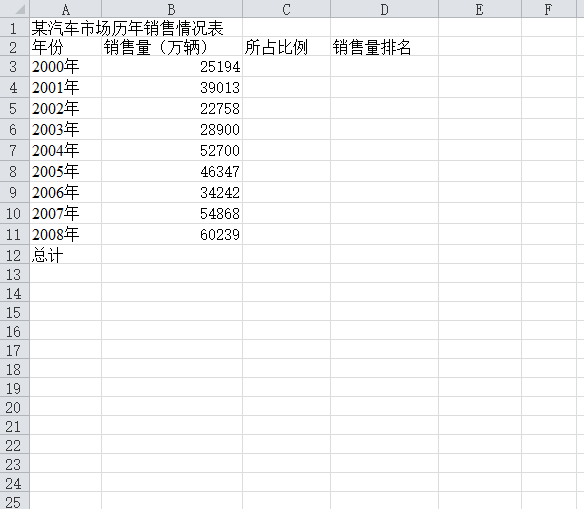 A B C D E F
1 某汽车市场历年销售情况表
2 年份 销售量（万辆） 所占比例 销售量排名
3 2000年 25194
4 2001年 39013
5 2002年 22758
6 2003年 28900
7 2004年 52700
8 2005年 46347
9 2006年 34242
10 2007年 54868
11 2008年 60239
12 总计
13
14
15
16
17
18
19
20
21
22
23
24
25